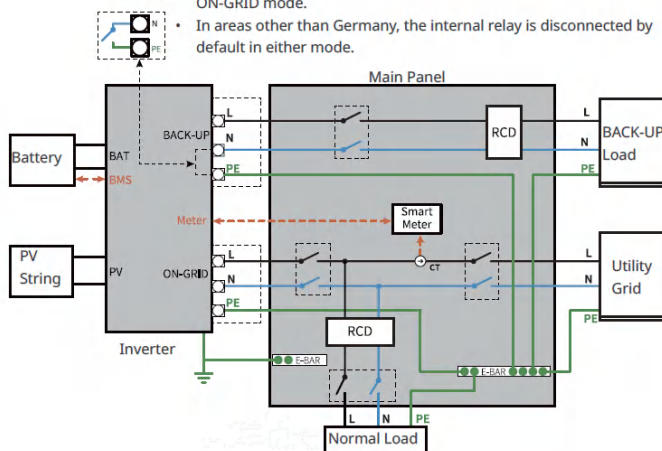 ON-GRID mode.
• In areas other than Germany, the internal relay is disconnected by
default in either mode.
N
PE
Main Panel
L
BACK-UP
N
PE
RCD
L
N
PE
BACK-UP
Load
Battery
BAT
BMS
Meter
Smart
Meter
PV
String
PV
ON-GRID
L
N
PE
CT
L
N
PE
Utility
Grid
RCD
Inverter
E-BAR
E-BAR
L
N
PE
Normal Load